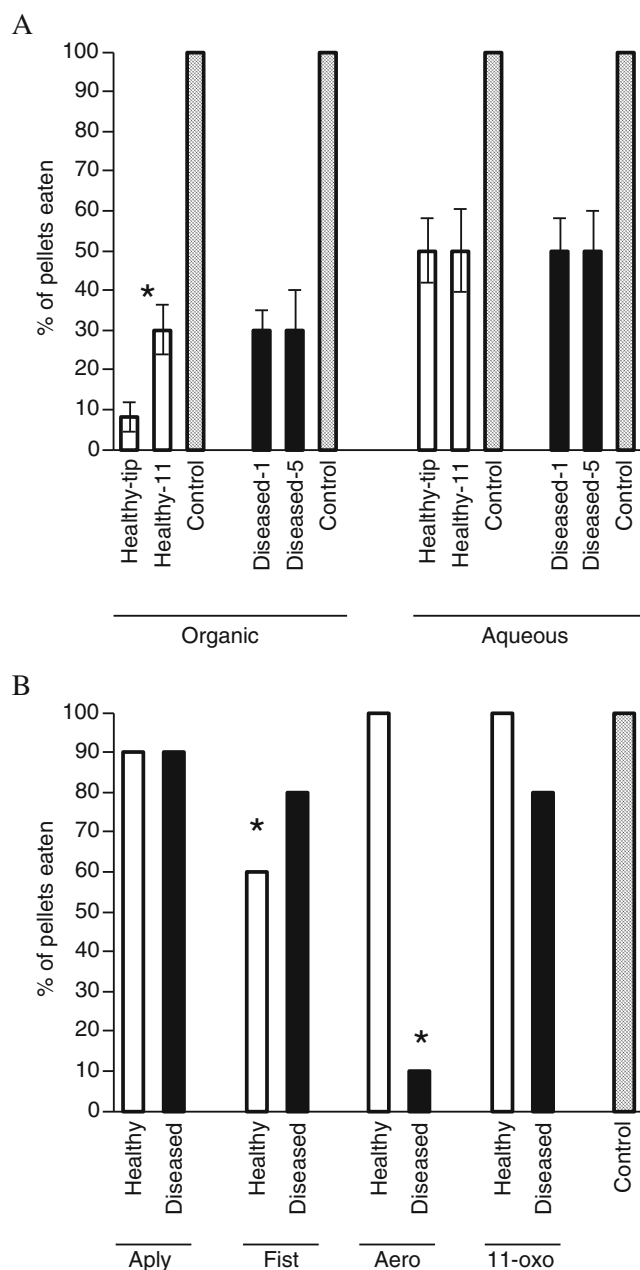 A
% of pellets eaten
100
90
80
70
60
50
40
30
20
10
0
*
Healthy-tip
Healthy-11
Control
Diseased-1
Diseased-5
Control
Healthy-tip
Healthy-11
Control
Diseased-1
Diseased-5
Control
Organic
Aqueous
B
% of pellets eaten
100
90
80
70
60
50
40
30
20
10
0
*
*
Healthy
Diseased
Healthy
Diseased
Healthy
Diseased
Healthy
Diseased
Control
Aply
Fist
Aero
11-oxo